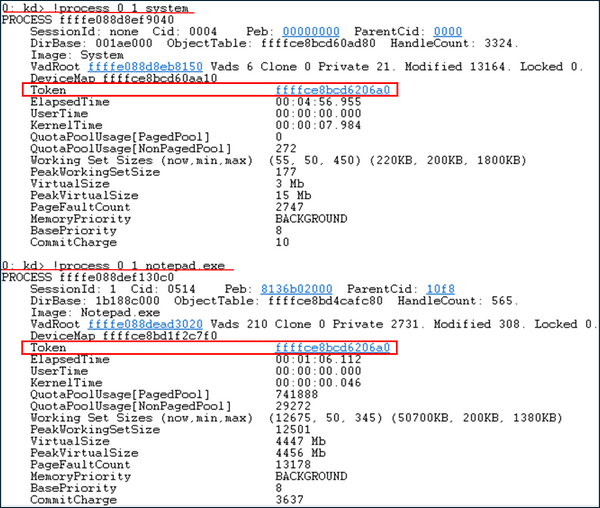 0: kd> !process 0 1 system
PROCESS ffffe088d8ef9040
SessionId: none Cid: 0004 Peb: 00000000 ParentCid: 0000
DirBase: 001ae000 ObjectTable: ffffce8bcd60ad80 HandleCount: 3324.
Image: System
VadRoot ffffe088d8eb8150 Vads 6 Clone 0 Private 21. Modified 13164. Locked 0.
DeviceMap ffffce8bcd60aa10
Token ffffce8bcd6206a0
ElapsedTime 00:04:56.955
UserTime 00:00:00.000
KernelTime 00:00:07.984
QuotaPoolUsage[PagedPool] 0
QuotaPoolUsage[NonPagedPool] 272
Working Set Sizes (now,min,max) (55, 50, 450) (220KB, 200KB, 1800KB)
PeakWorkingSetSize 177
VirtualSize 3 Mb
PeakVirtualSize 15 Mb
PageFaultCount 2747
MemoryPriority BACKGROUND
BasePriority 8
CommitCharge 10
0: kd> !process 0 1 notepad.exe
PROCESS ffffe088def130c0
SessionId: 1 Cid: 0514 Peb: 8136b02000 ParentCid: 10f8
DirBase: 1b188c000 ObjectTable: ffffce8bd4cafc80 HandleCount: 565.
Image: Notepad.exe
VadRoot ffffe088dead3020 Vads 210 Clone 0 Private 2731. Modified 308. Locked 0.
DeviceMap ffffce8bd1f2c7f0
Token ffffce8bcd6206a0
ElapsedTime 00:01:06.112
UserTime 00:00:00.000
KernelTime 00:00:00.046
QuotaPoolUsage[PagedPool] 741888
QuotaPoolUsage[NonPagedPool] 29272
Working Set Sizes (now,min,max) (12675, 50, 345) (50700KB, 200KB, 1380KB)
PeakWorkingSetSize 12501
VirtualSize 4447 Mb
PeakVirtualSize 4456 Mb
PageFaultCount 13178
MemoryPriority BACKGROUND
BasePriority 8
CommitCharge 3637